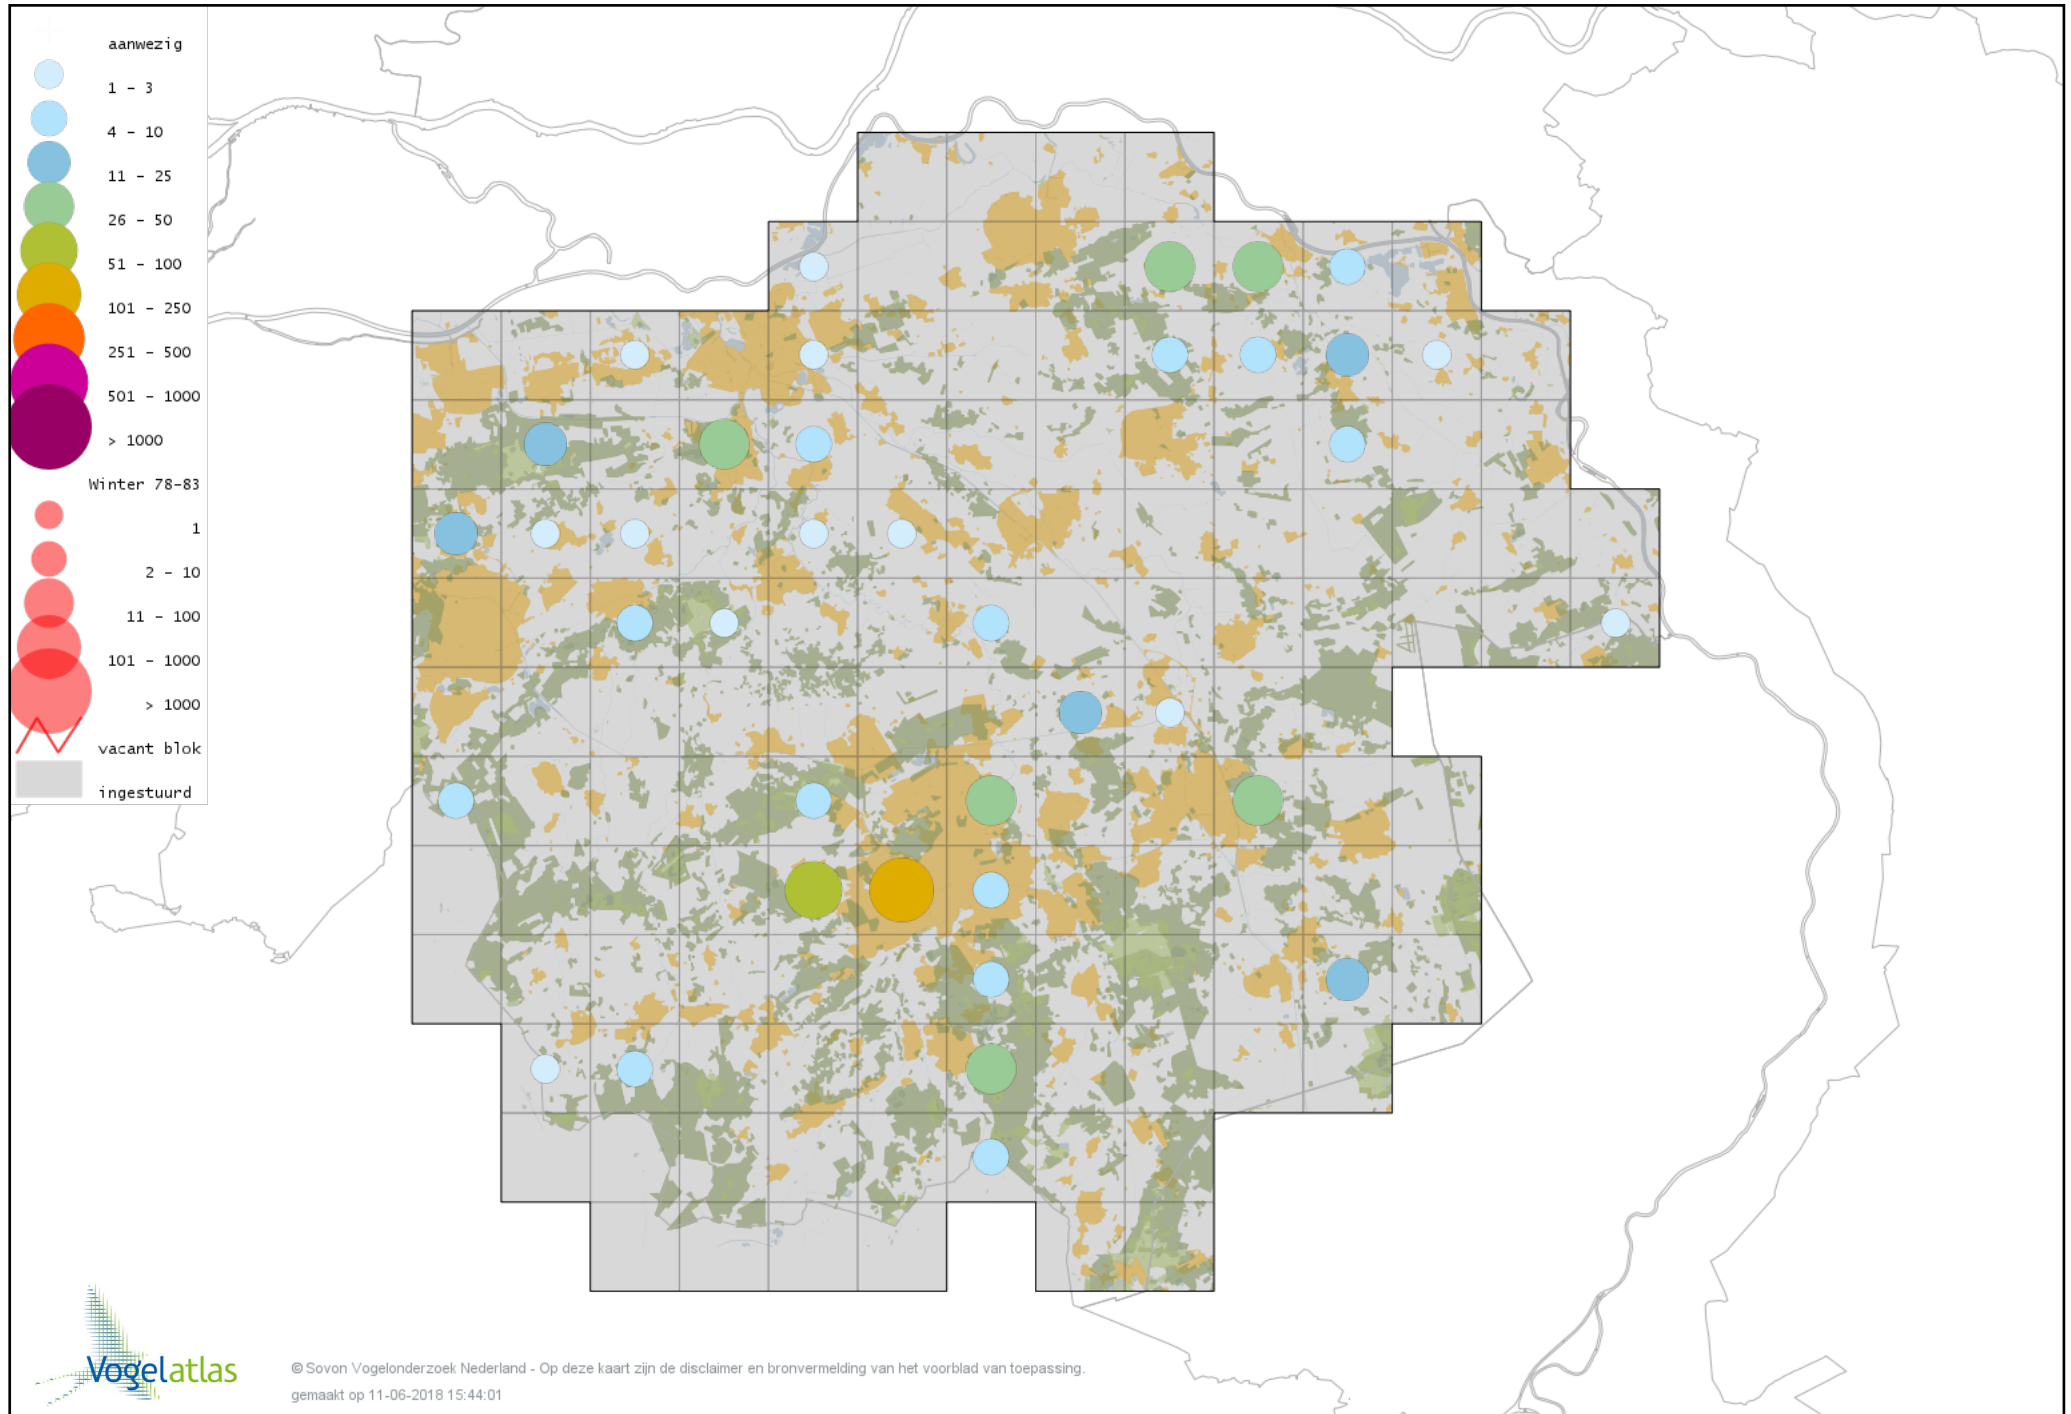 aanwezig
1 - 3
4 - 10
11 - 25
26 - 50
51 - 100
101 - 250
251 - 500
501 - 1000
> 1000
Winter 78-83
1
2 - 10
11 - 100
101 - 1000
> 1000
vacant blok
ingestuurd
Vogelatlas
© Sovon Vogelonderzoek Nederland - Op deze kaart zijn de disclaimer en bronvermelding van het voorblad van toepassing.
gemaakt op 11-06-2018 15:44:01